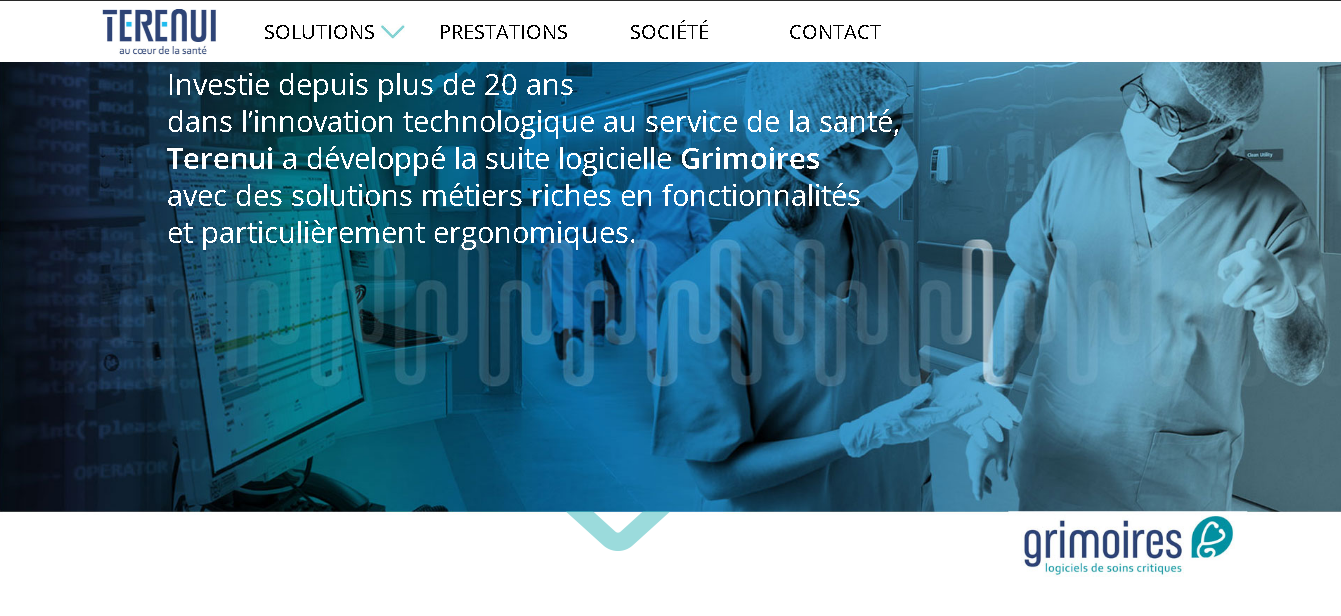 TERENUI
au cœur de la santé
SOLUTIONS
PRESTATIONS
SOCIÉTÉ
CONTACT
Investie depuis plus de 20 ans
dans l’innovation technologique au service de la santé,
Terenui a développé la suite logicielle Grimoires
avec des solutions métiers riches en fonctionnalités
et particulièrement ergonomiques.
Clean Utility
grimoires
logiciels de soins critiques